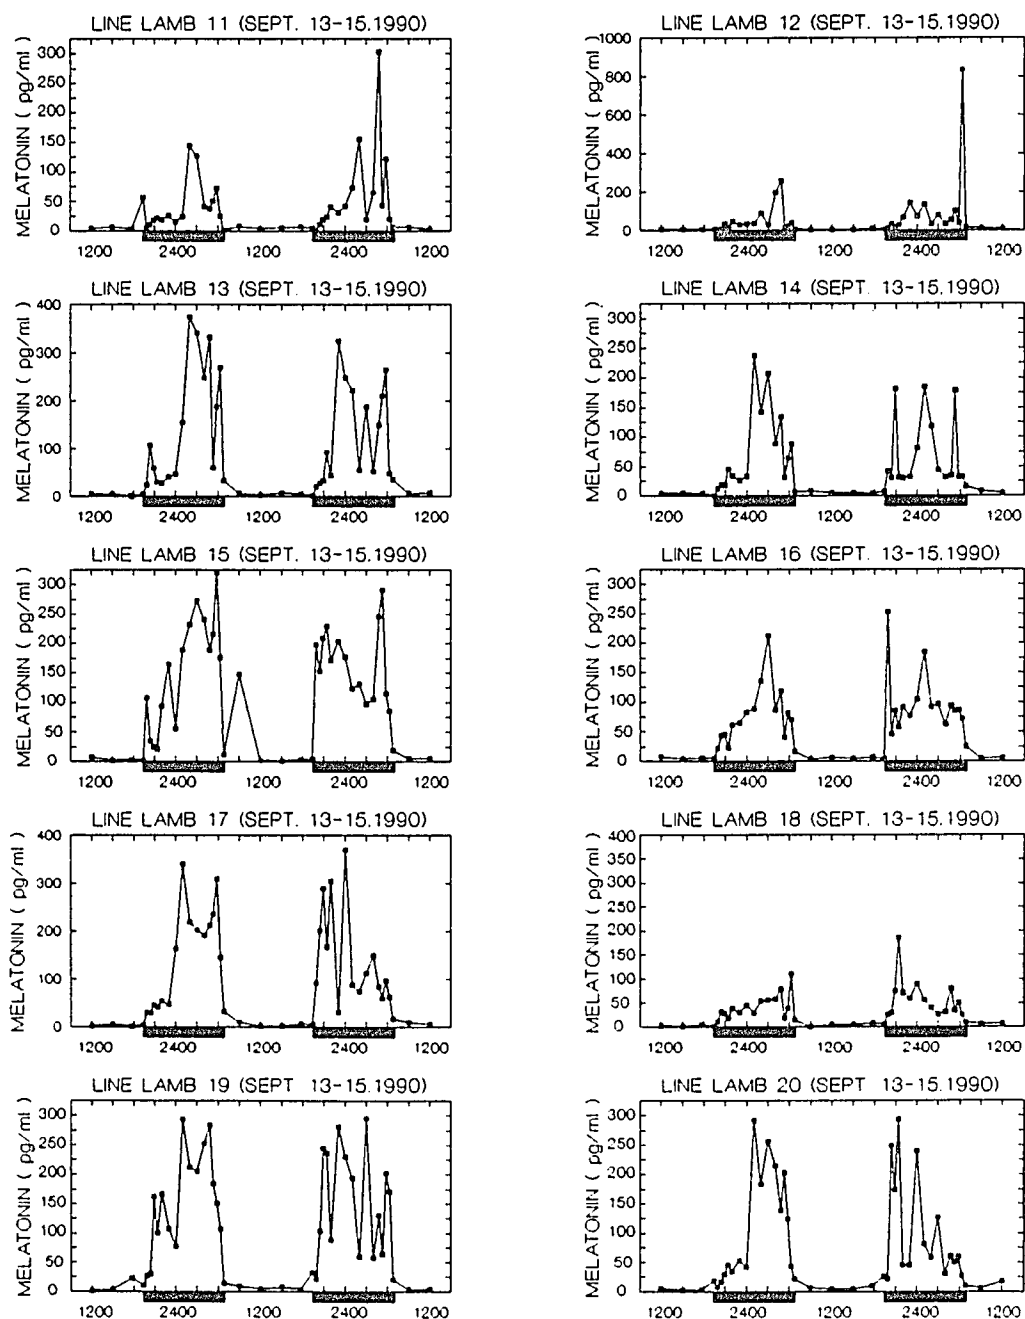 LINE LAMB 11 (SEPT. 13-15.1990)
MELATONIN ( pg/ml)
300
250
200
150
100
50
0
1200 2400 1200 2400 1200
LINE LAMB 12 (SEPT. 13-15.1990)
MELATONIN ( pg/ml )
1000
800
600
400
200
0
1200 2400 1200 2400 1200
LINE LAMB 13 (SEPT. 13-15.1990)
MELATONIN ( pg/ml)
400
300
200
100
0
1200 2400 1200 2400 1200
LINE LAMB 14 (SEPT. 13-15.1990)
MELATONIN ( pg/ml )
300
250
200
150
100
50
0
1200 2400 1200 2400 1200
LINE LAMB 15 (SEPT. 13-15.1990)
MELATONIN ( pg/ml)
300
250
200
150
100
50
0
1200 2400 1200 2400 1200
LINE LAMB 16 (SEPT. 13-15.1990)
MELATONIN ( pg/ml )
300
250
200
150
100
50
0
1200 2400 1200 2400 1200
LINE LAMB 17 (SEPT. 13-15.1990)
MELATONIN ( pg/ml)
400
300
200
100
0
1200 2400 1200 2400 1200
LINE LAMB 18 (SEPT. 13-15.1990)
MELATONIN ( pg/ml )
400
350
300
250
200
150
100
50
0
1200 2400 1200 2400 1200
LINE LAMB 19 (SEPT 13-15.1990)
MELATONIN ( pg/ml)
300
250
200
150
100
50
0
1200 2400 1200 2400 1200
LINE LAMB 20 (SEPT 13-15.1990)
MELATONIN ( pg/ml )
300
250
200
150
100
50
0
1200 2400 1200 2400 1200